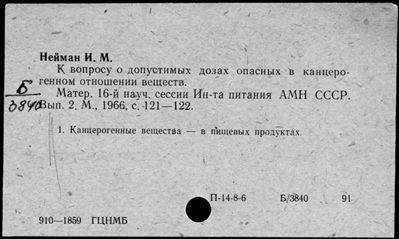 Нейман И. М.
К вопросу о допустимых дозах опасных в канцеро-
генном отношении веществ.
Матер. 16-й науч. сессии Ин-та питания АМН СССР.
Вып. 2. М., 1966, с. 121—122.
Б
3840
1. Канцерогенные вещества — в пищевых продуктах.
П-14-8-6 Б/3840 91
910—1859 ГЦНМБ